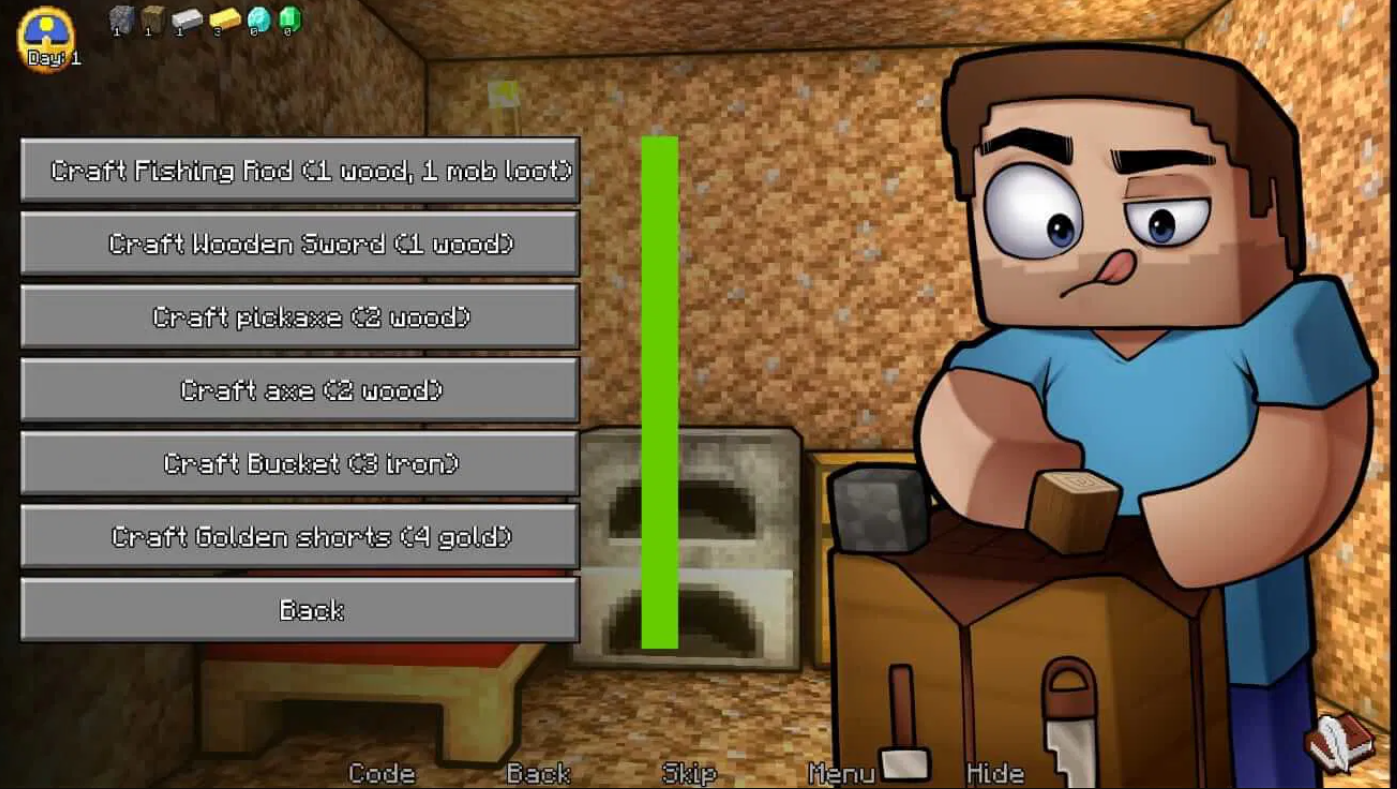 1 1 1 3 0 0
Day: 1
Craft Fishing Rod (1 wood, 1 mob loot)
Craft Wooden Sword (1 wood)
Craft pickaxe (2 wood)
Craft axe (2 wood)
Craft Bucket (3 iron)
Craft Golden shorts (4 gold)
Back
Code Back Skip Menu Hide